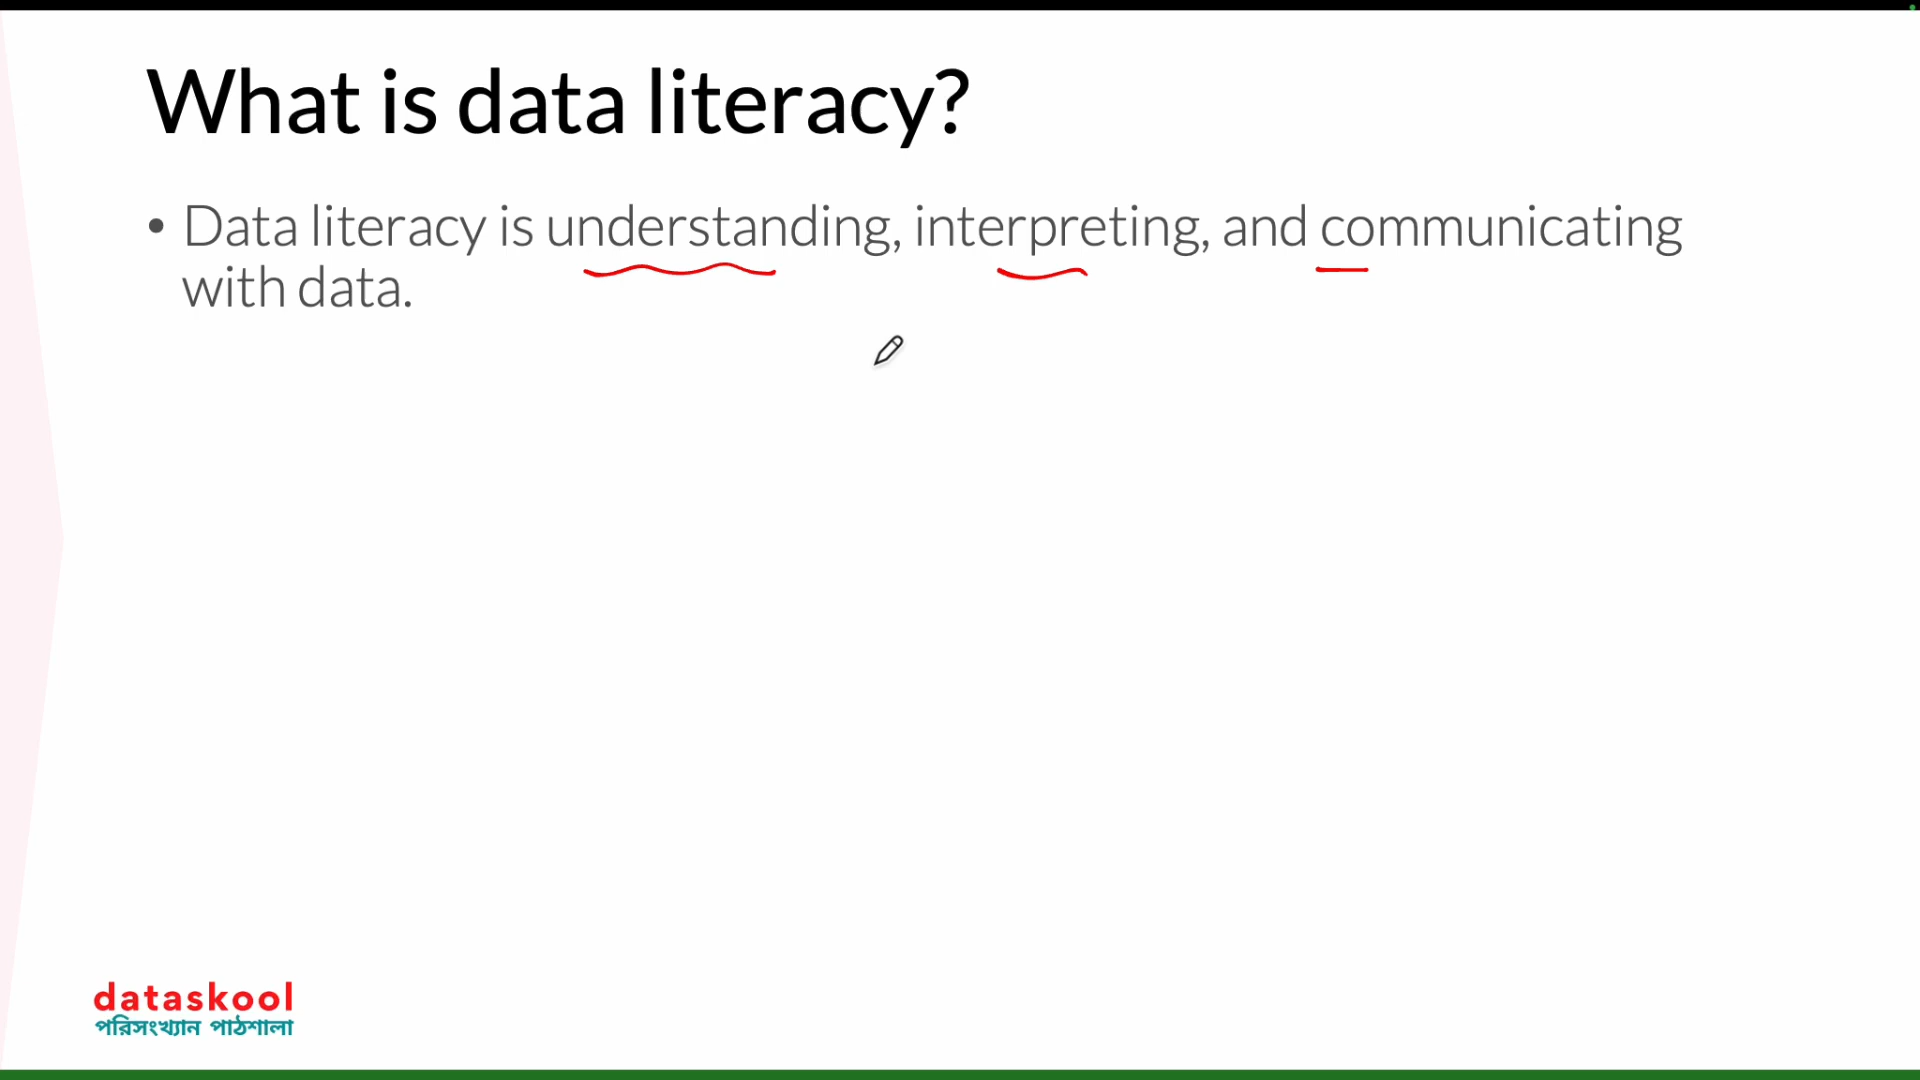 What is data literacy?
• Data literacy is understanding, interpreting, and communicating
with data.
dataskool
পরিসংখ্যান পাঠশালা